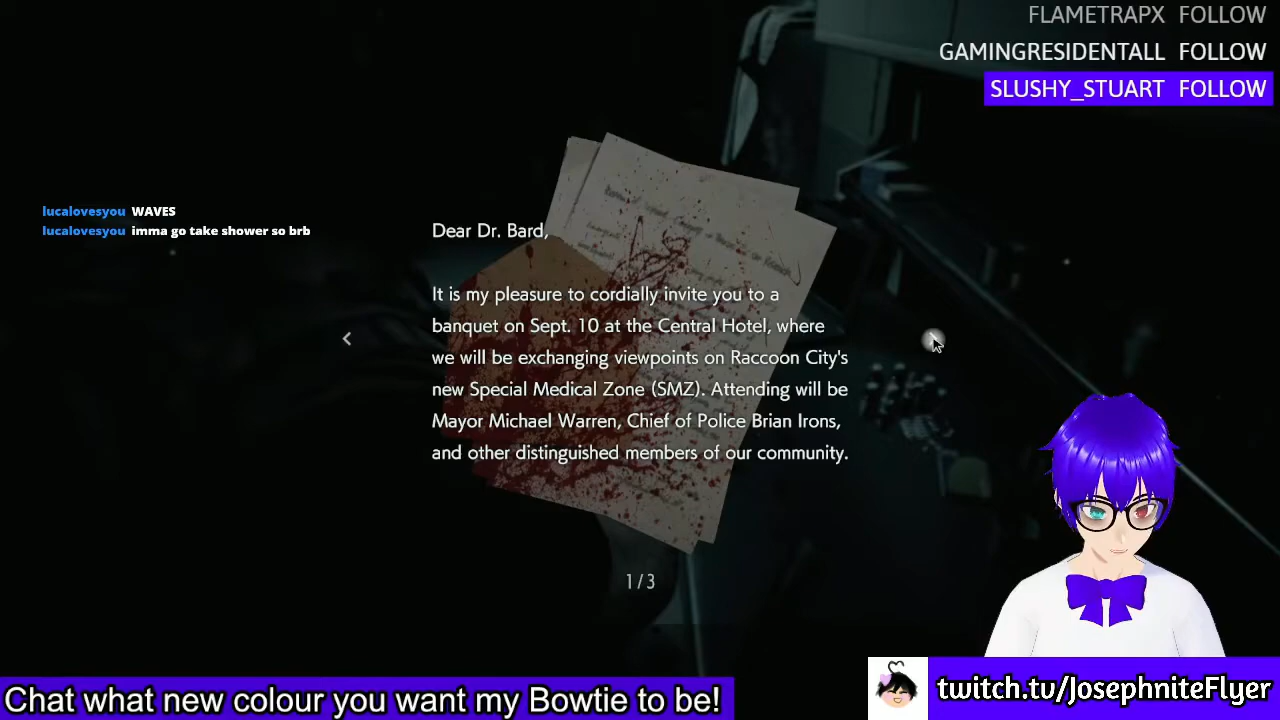 FLAMETRAPX FOLLOW
GAMINGRESIDENTALL FOLLOW
SLUSHY_STUART FOLLOW
lucalovesyou WAVES
lucalovesyou imma go take shower so brb
Dear Dr. Bard,
It is my pleasure to cordially invite you to a
banquet on Sept. 10 at the Central Hotel, where
we will be exchanging viewpoints on Raccoon City's
new Special Medical Zone (SMZ). Attending will be
Mayor Michael Warren, Chief of Police Brian Irons,
and other distinguished members of our community.
1/3
Chat what new colour you want my Bowtie to be!
twitch.tv/JosephniteFlyer